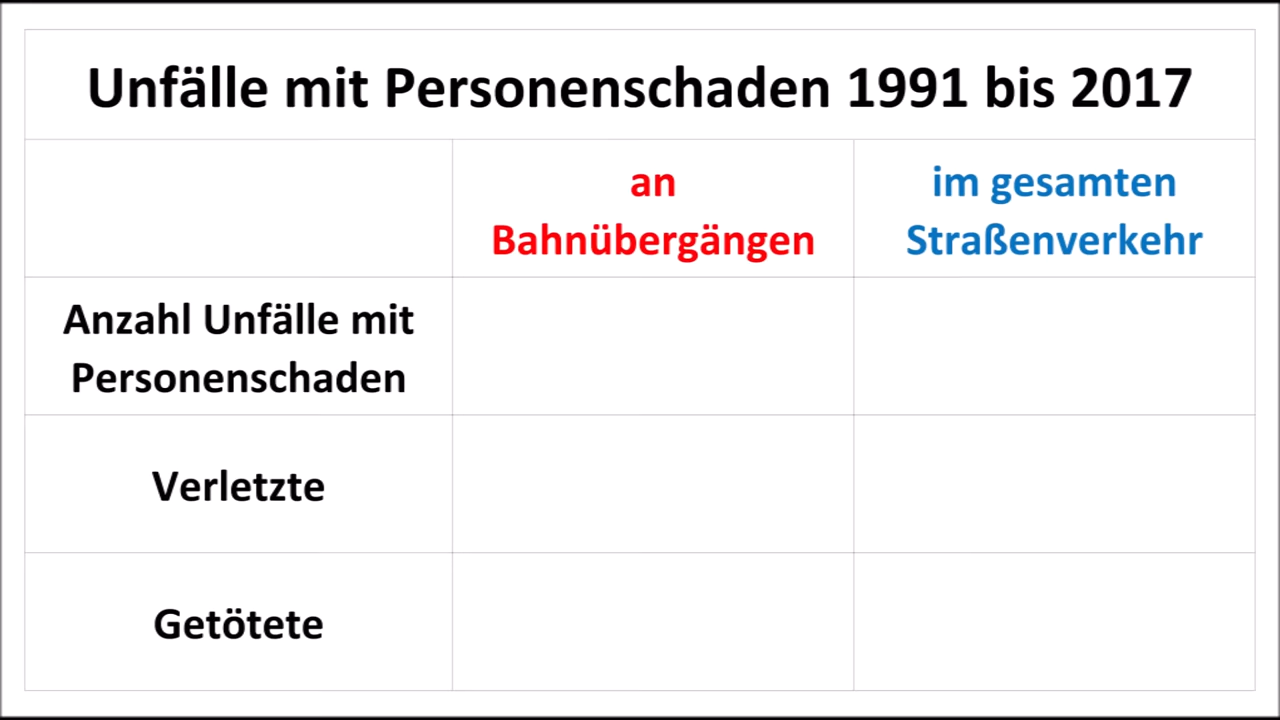 Unfälle mit Personenschaden 1991 bis 2017
an
Bahnübergängen
im gesamten
Straßenverkehr
Anzahl Unfälle mit
Personenschaden
Verletzte
Getötete